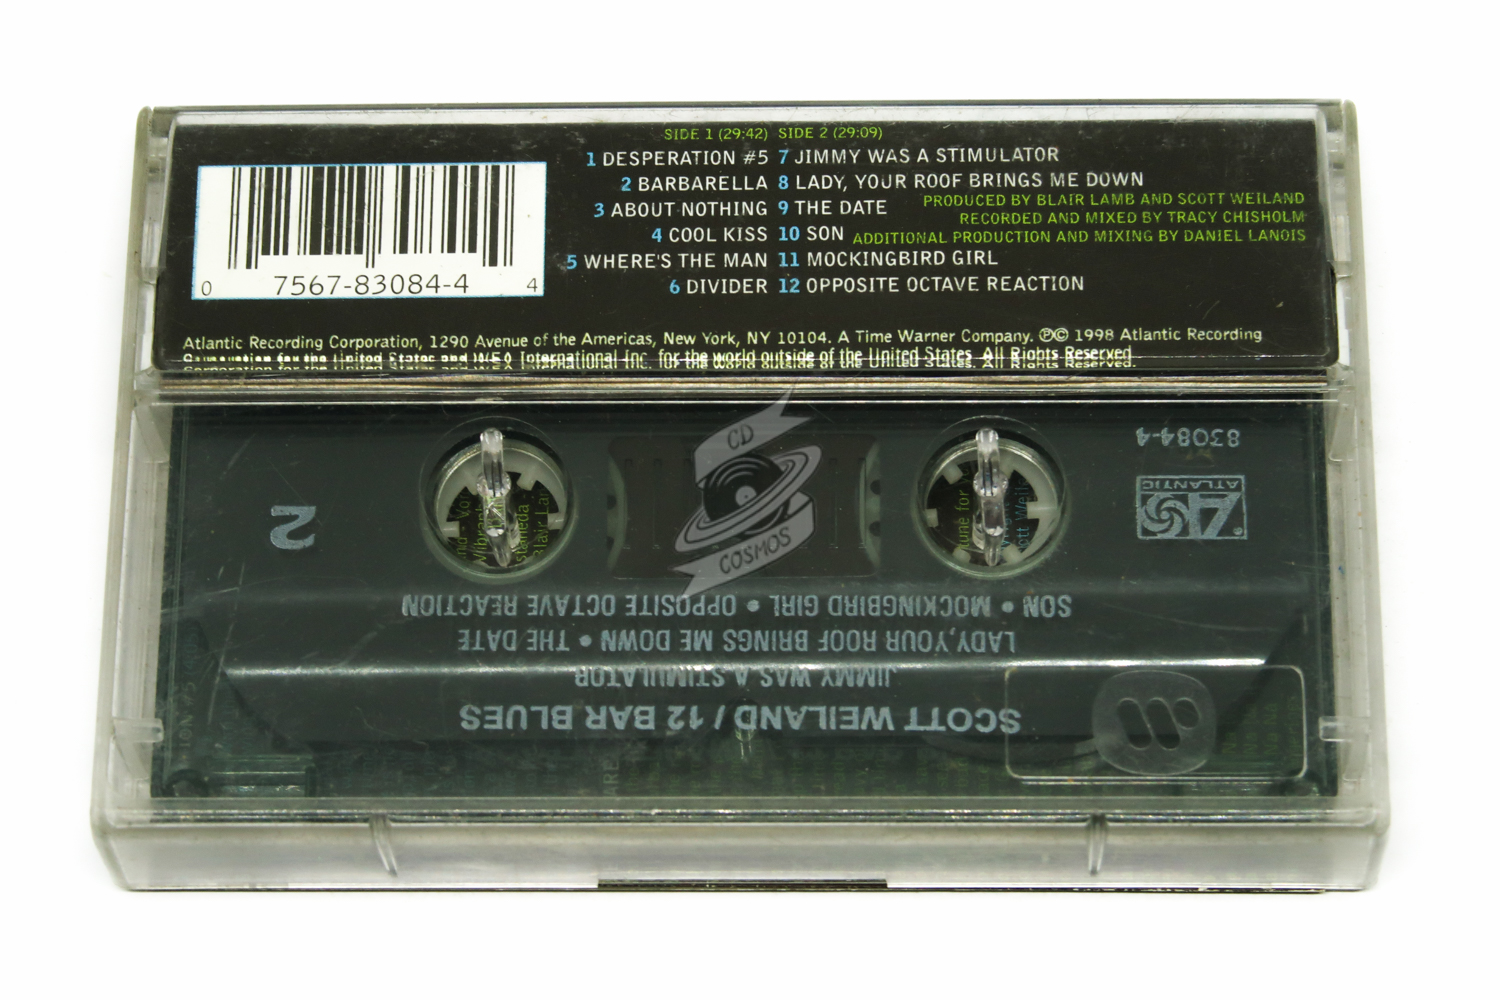 SIDE 1 (29:42) SIDE 2 (29:09)
1 DESPERATION #5 7 JIMMY WAS A STIMULATOR
2 BARBARELLA 8 LADY, YOUR ROOF BRINGS ME DOWN
3 ABOUT NOTHING 9 THE DATE
4 COOL KISS 10 SON
5 WHERE'S THE MAN 11 MOCKINGBIRD GIRL
6 DIVIDER 12 OPPOSITE OCTAVE REACTION
PRODUCED BY BLAIR LAMB AND SCOTT WEILAND
RECORDED AND MIXED BY TRACY CHISHOLM
ADDITIONAL PRODUCTION AND MIXING BY DANIEL LANOIS
0 7567-83084-4 4
Atlantic Recording Corporation, 1290 Avenue of the Americas, New York, NY 10104. A Time Warner Company. ℗© 1998 Atlantic Recording
Corporation for the United States and WEA International Inc. for the world outside of the United States. All Rights Reserved.
CD
COSMOS
83084-4
ATLANTIC
2
SCOTT WEILAND / 12 BAR BLUES
JIMMY WAS A STIMULATOR
LADY, YOUR ROOF BRINGS ME DOWN • THE DATE
SON • MOCKINGBIRD GIRL • OPPOSITE OCTAVE REACTION